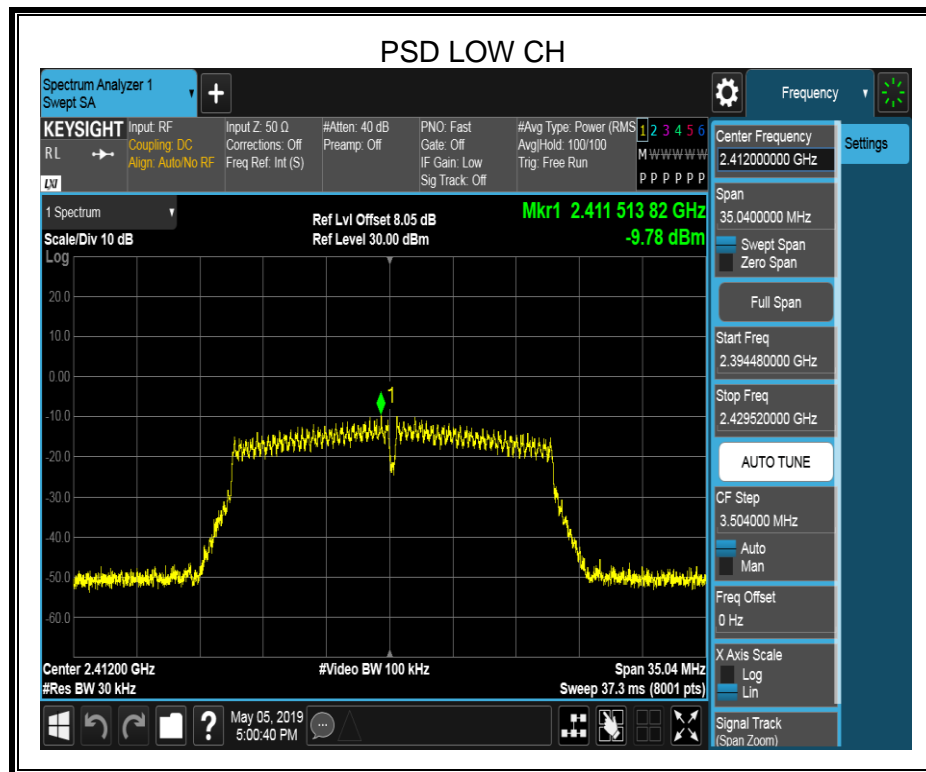 PSD LOW CH
Spectrum Analyzer 1
Swept SA
Frequency
KEYSIGHT
RL
LXI
Input: RF
Coupling: DC
Align: Auto/No RF
Input Z: 50 Ω
Corrections: Off
Freq Ref: Int (S)
#Atten: 40 dB
Preamp: Off
PNO: Fast
Gate: Off
IF Gain: Low
Sig Track: Off
#Avg Type: Power (RMS
Avg|Hold: 100/100
Trig: Free Run
1 2 3 4 5 6
M W W W W W
P P P P P P
1 Spectrum
Scale/Div 10 dB
Ref Lvl Offset 8.05 dB
Ref Level 30.00 dBm
Mkr1 2.411 513 82 GHz
-9.78 dBm
Log
20.0
10.0
0.00
-10.0
-20.0
-30.0
-40.0
-50.0
-60.0
1
Center 2.41200 GHz
#Video BW 100 kHz
Span 35.04 MHz
#Res BW 30 kHz
Sweep 37.3 ms (8001 pts)
Center Frequency
2.412000000 GHz
Settings
Span
35.0400000 MHz
Swept Span
Zero Span
Full Span
Start Freq
2.394480000 GHz
Stop Freq
2.429520000 GHz
AUTO TUNE
CF Step
3.504000 MHz
Auto
Man
Freq Offset
0 Hz
X Axis Scale
Log
Lin
Signal Track
(Span Zoom)
?
May 05, 2019
5:00:40 PM